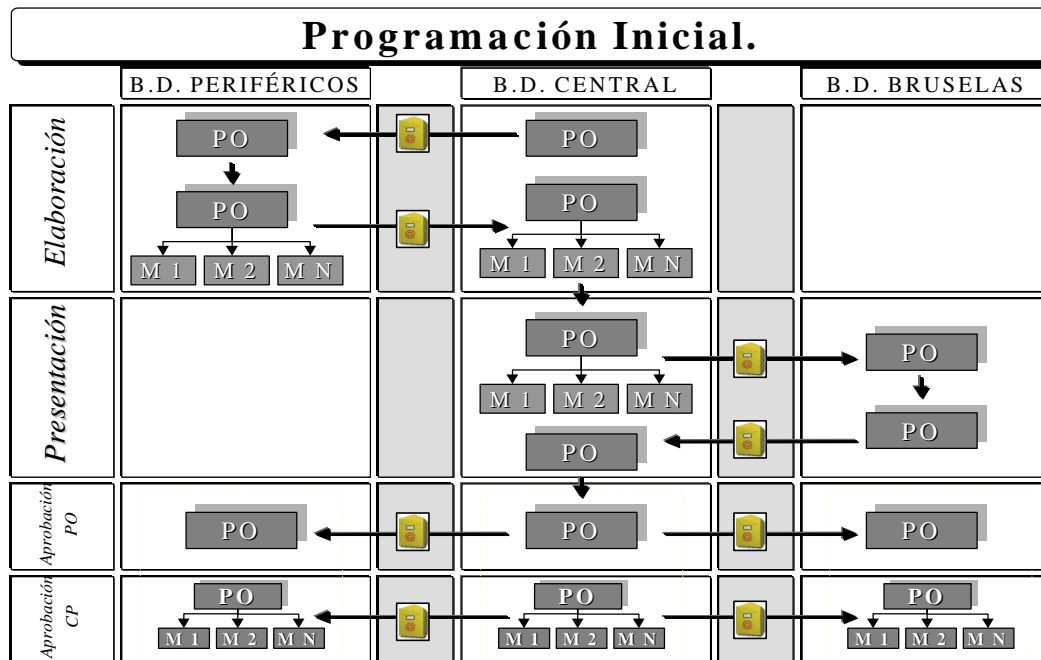 Programación Inicial.
B.D. PERIFÉRICOS
B.D. CENTRAL
B.D. BRUSELAS
Elaboración
PO
PO
PO
PO
M 1
M 2
M N
M 1
M 2
M N
Presentación
PO
PO
M 1
M 2
M N
PO
PO
Aprobación
PO
PO
PO
PO
Aprobación
CP
PO
PO
PO
M 1
M 2
M N
M 1
M 2
M N
M 1
M 2
M N